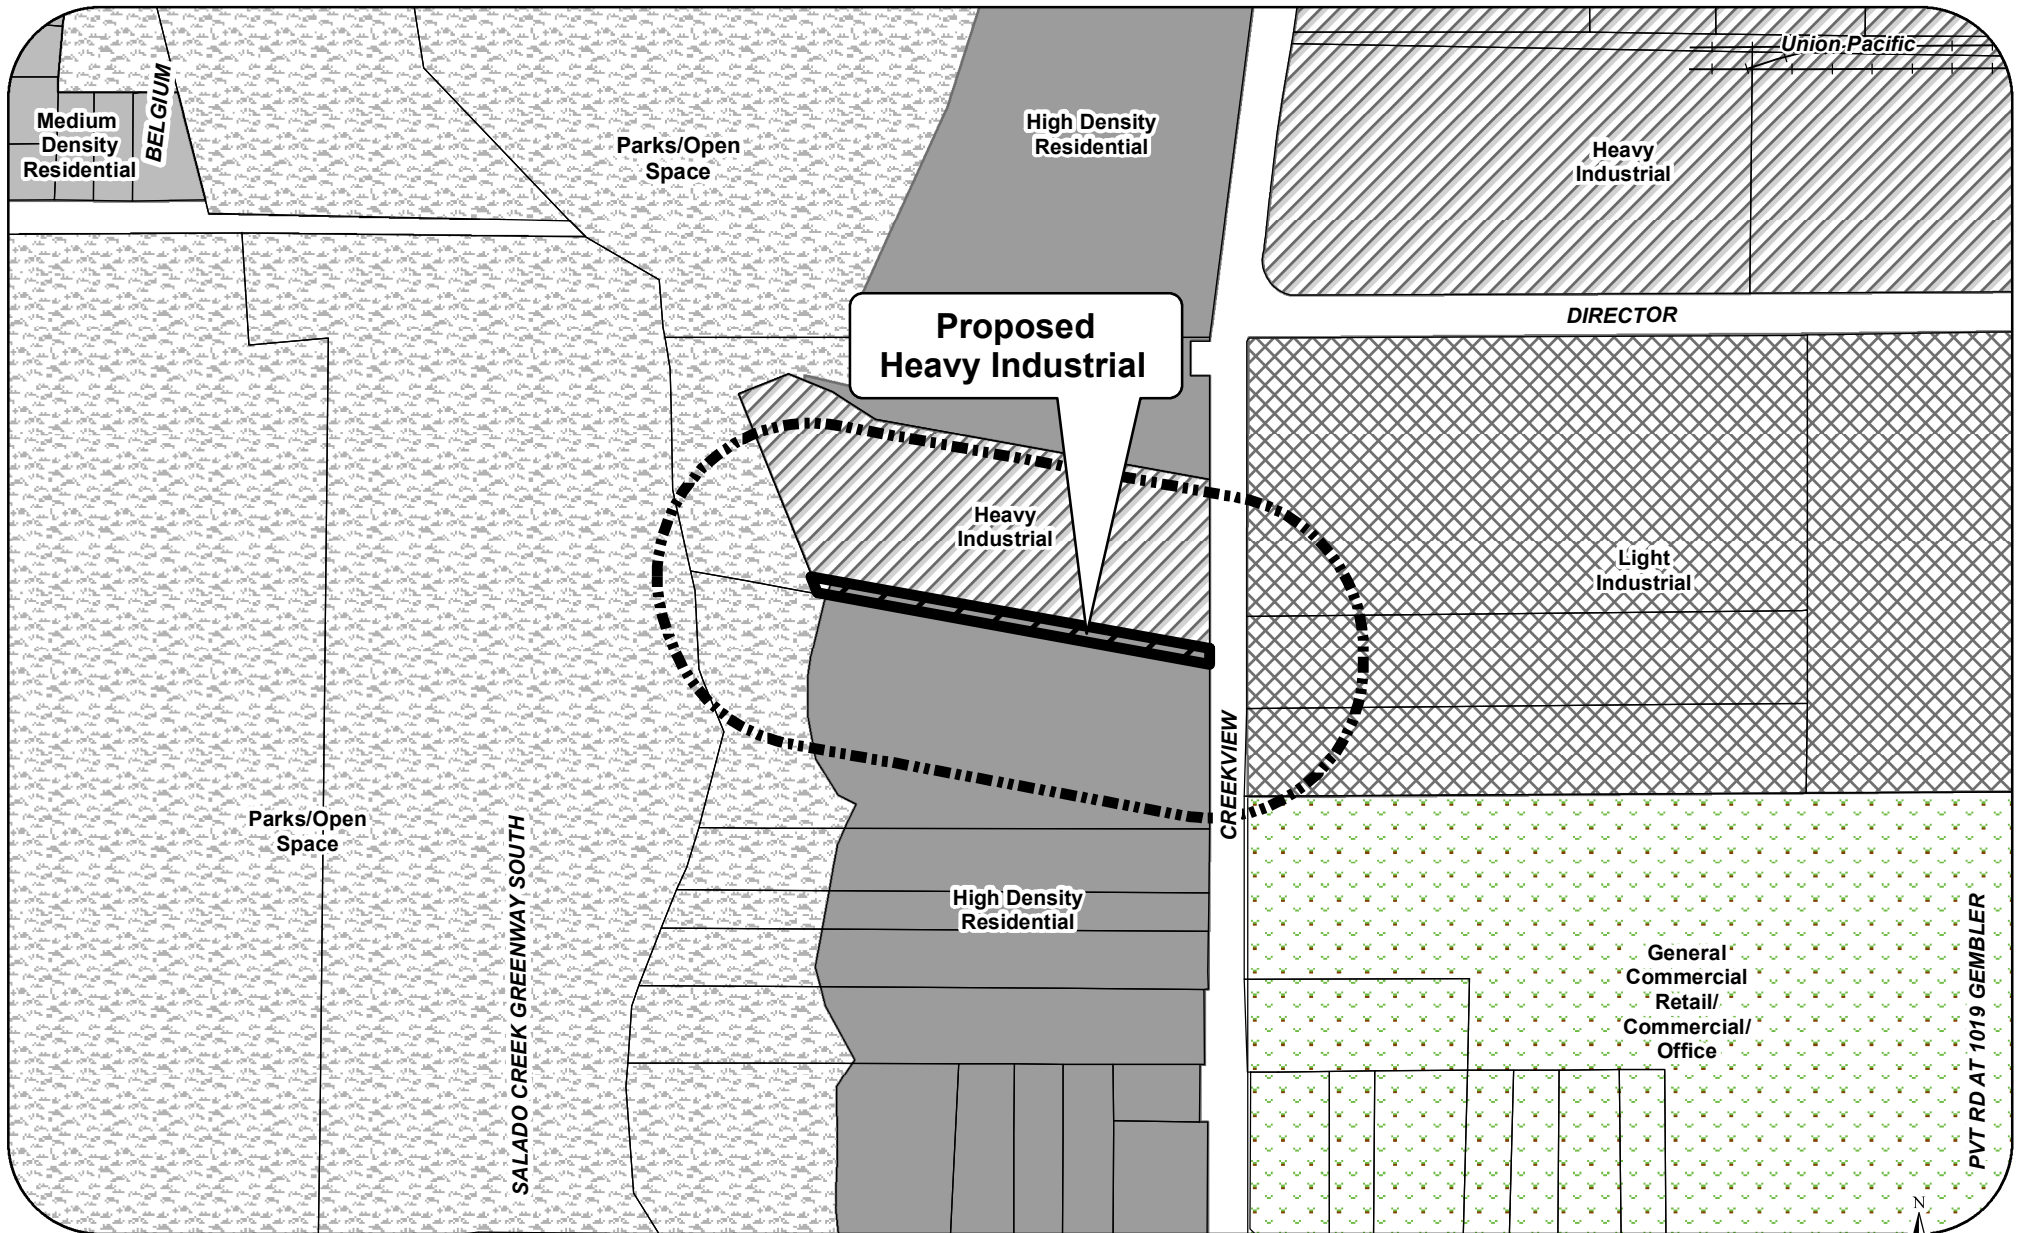 Union Pacific
Medium
Density
Residential
BELGIUM
Parks/Open
Space
High Density
Residential
Heavy
Industrial
DIRECTOR
Proposed
Heavy Industrial
Heavy
Industrial
Light
Industrial
CREEKVIEW
Parks/Open
Space
SALADO CREEK GREENWAY SOUTH
High Density
Residential
General
Commercial
Retail/
Commercial/
Office
PVT RD AT 1019 GEMBLER
N